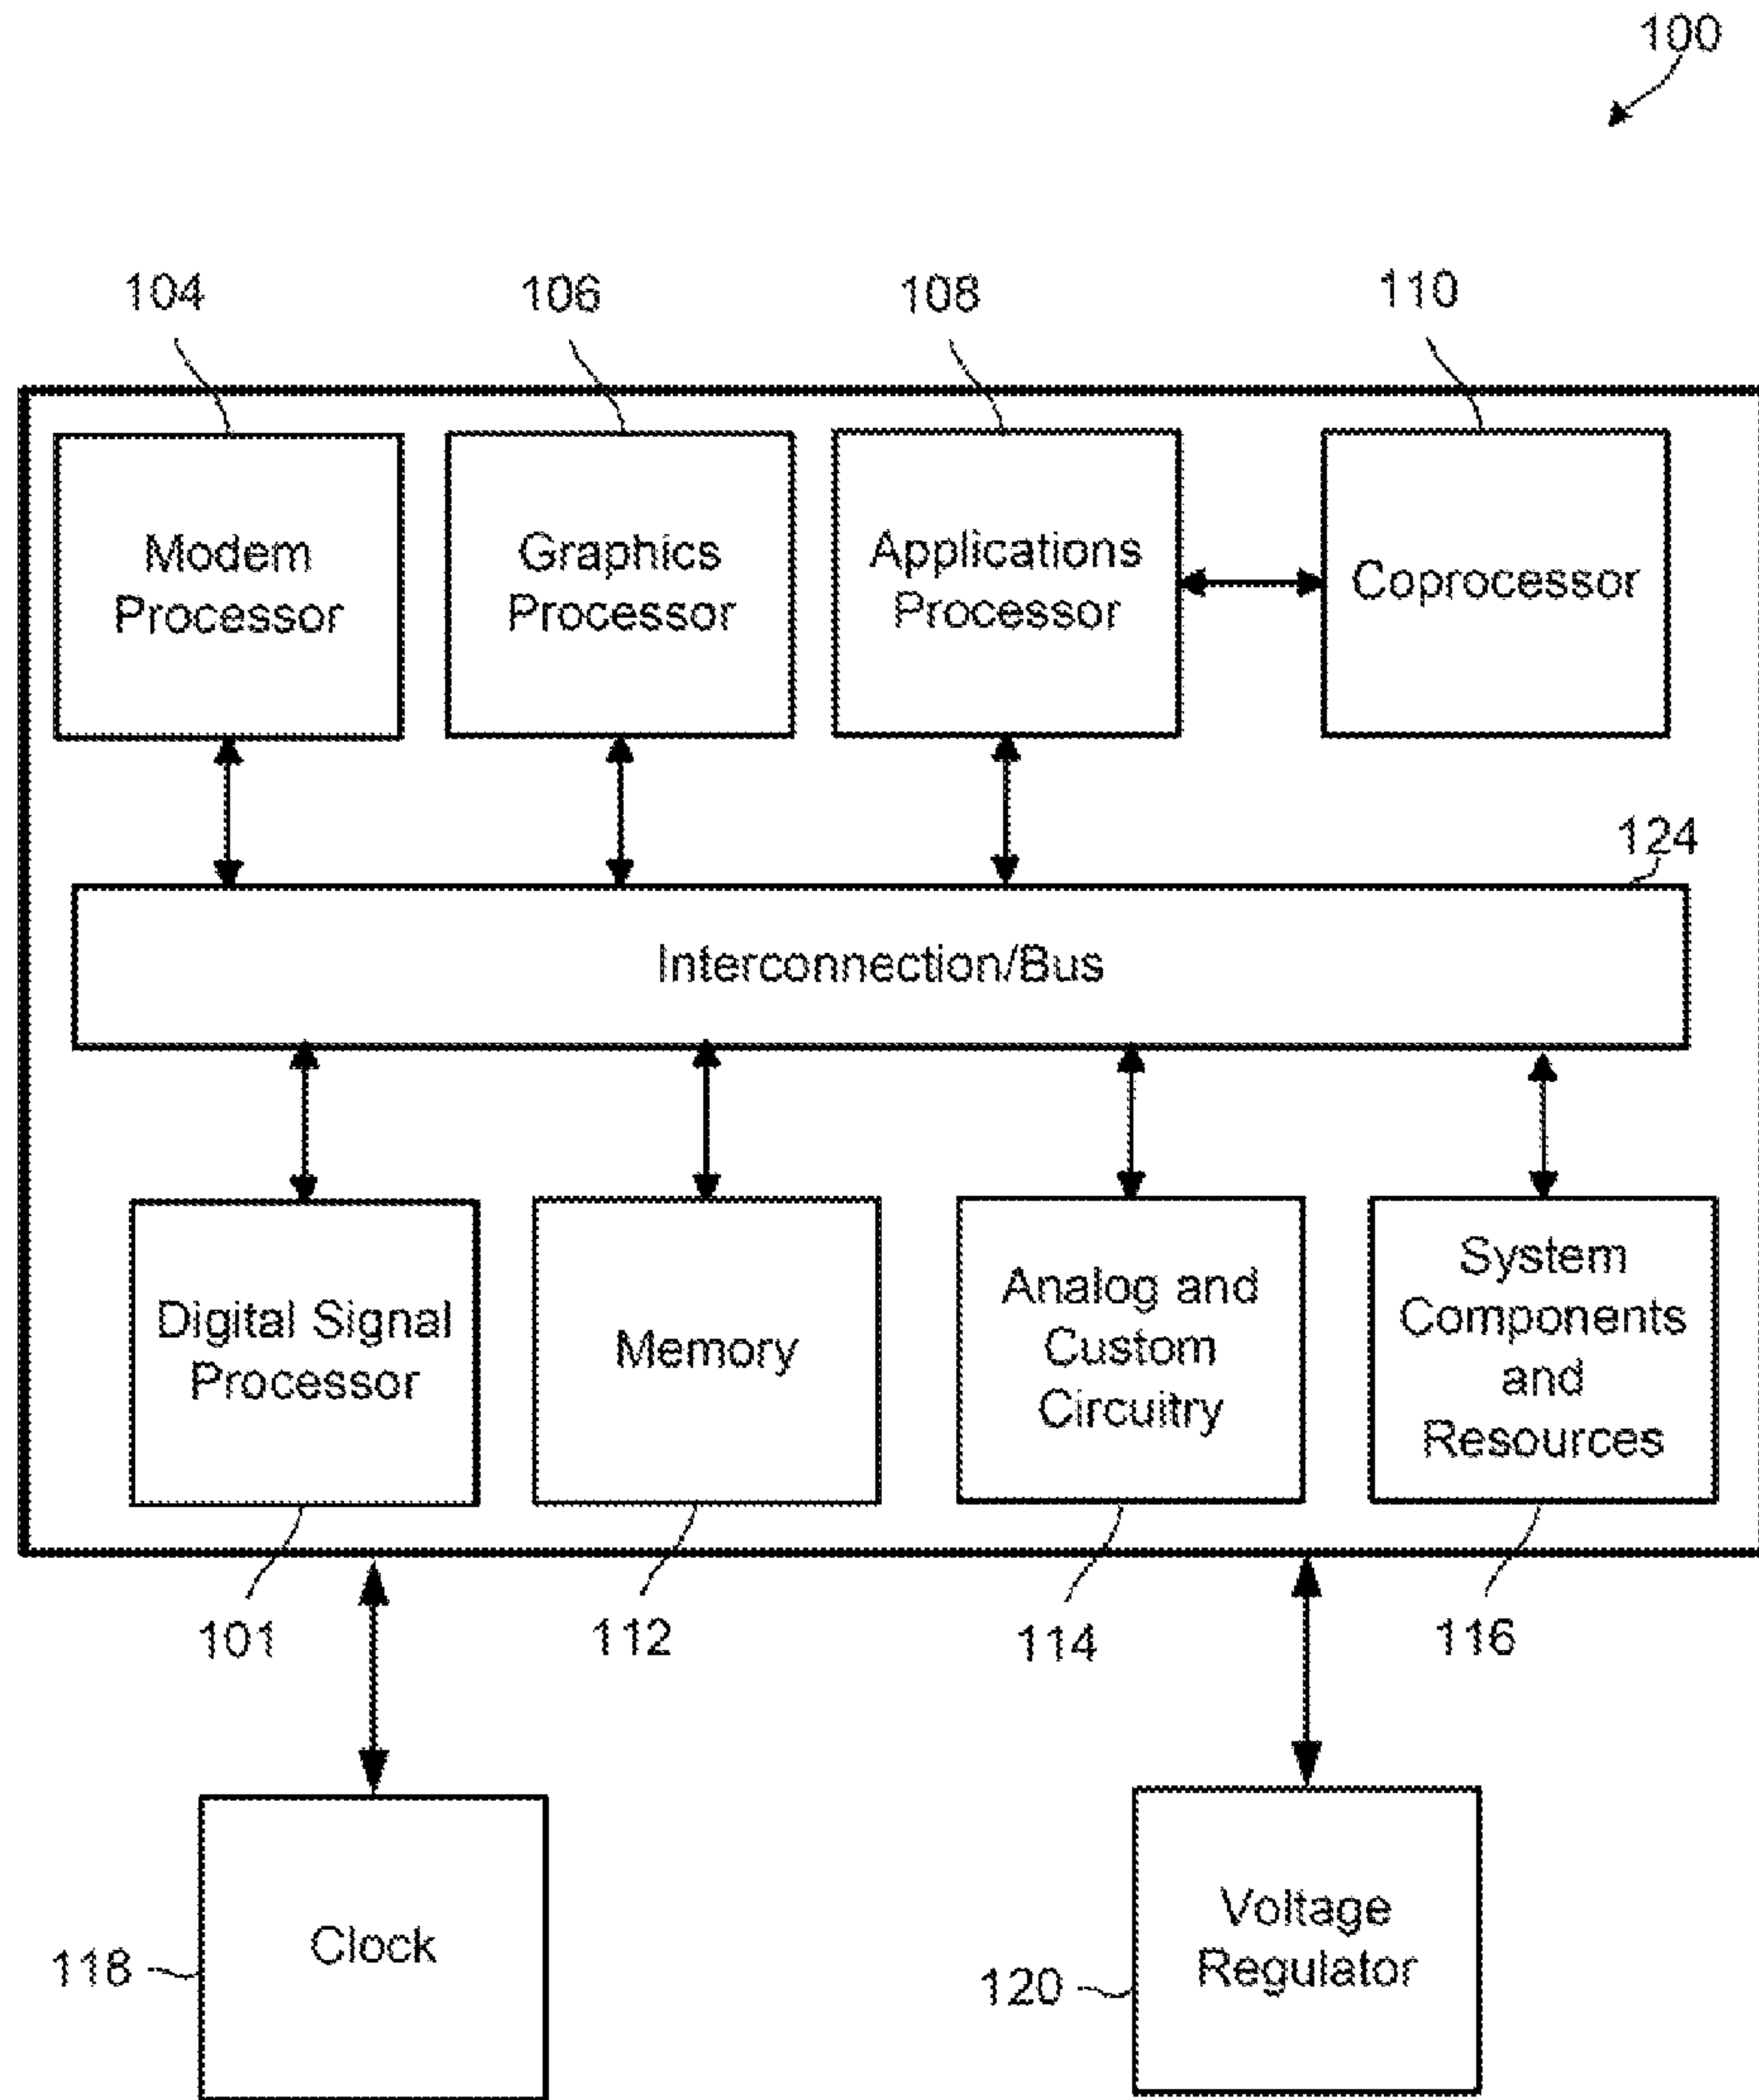 100
104
106
108
110
Modem
Processor
Graphics
Processor
Applications
Processor
Coprocessor
124
Interconnection/Bus
Digital Signal
Processor
Memory
Analog and
Custom
Circuitry
System
Components
and
Resources
101
112
114
116
118
Clock
120
Voltage
Regulator